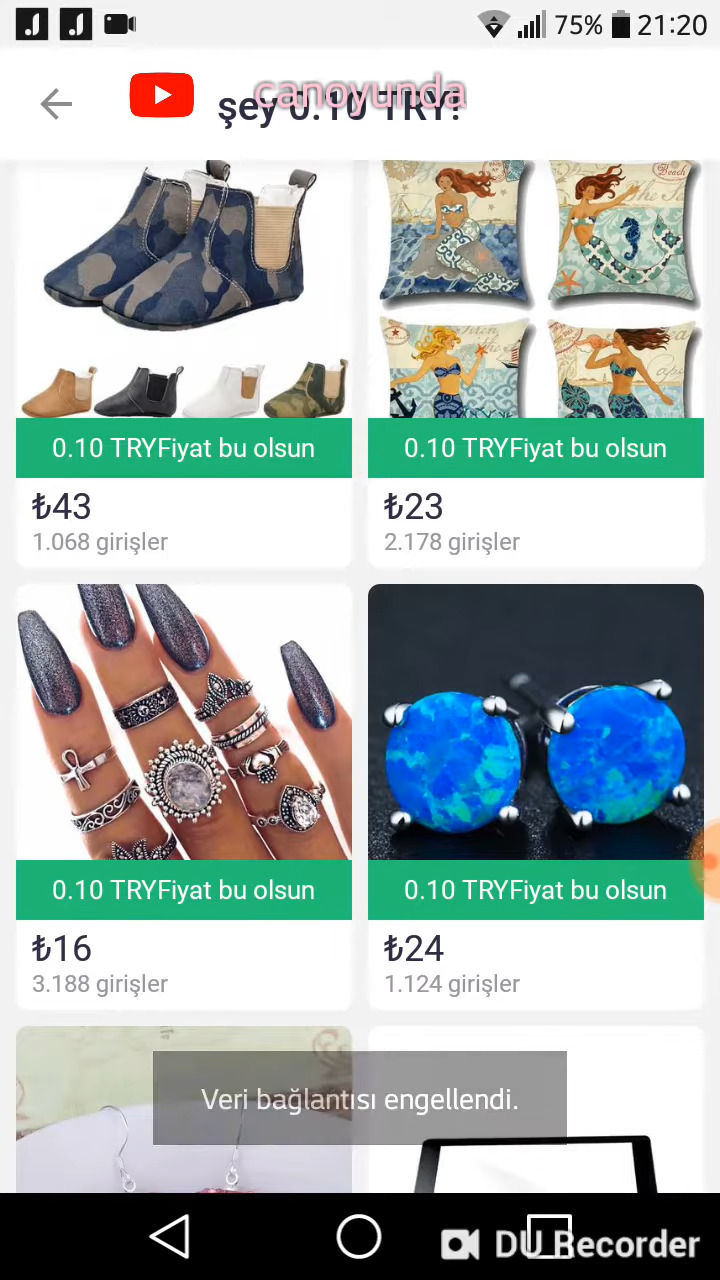 75% 21:20
canoyunda
şey 0.10 TRY!
Beach
0.10 TRYFiyat bu olsun
0.10 TRYFiyat bu olsun
₺43
₺23
1.068 girişler
2.178 girişler
0.10 TRYFiyat bu olsun
0.10 TRYFiyat bu olsun
₺16
₺24
3.188 girişler
1.124 girişler
Veri bağlantısı engellendi.
DU Recorder